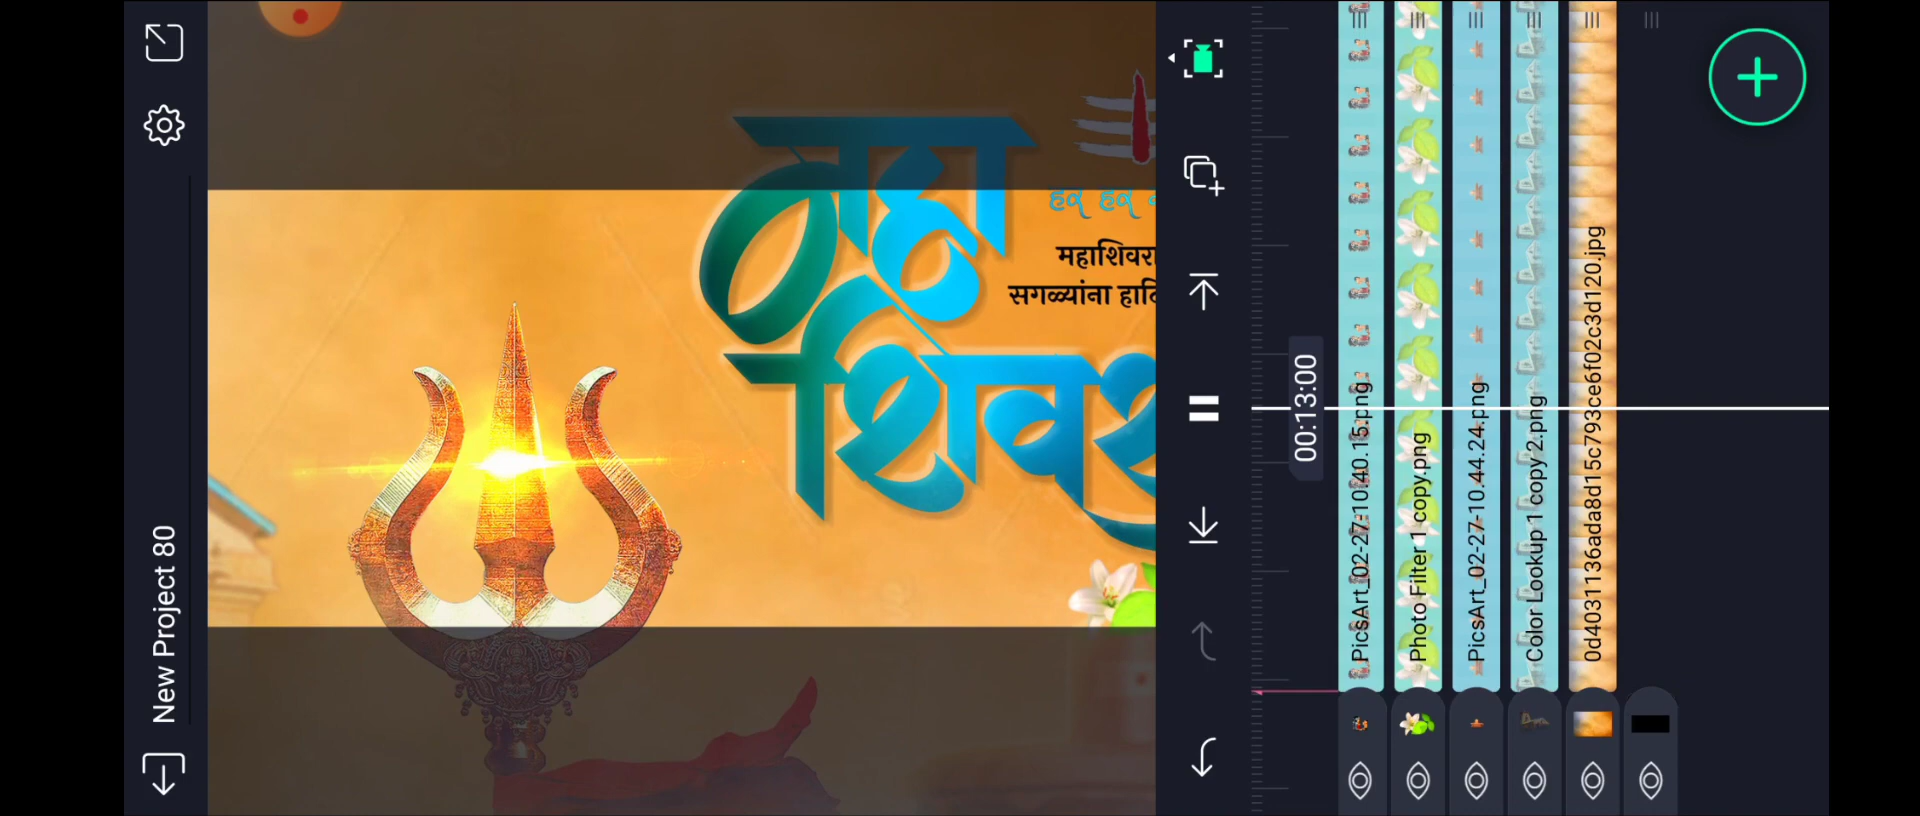 New Project 80
महा
हर हर
महाशिवरा
सगळ्यांना हार्दि
शिवरा
00:13:00
PicsArt_02-27-10.40.15.png
Photo Filter 1 copy.png
PicsArt_02-27-10.44.24.png
Color Lookup 1 copy 2.png
0d4031136ada8d15c793ce6f02c3d120.jpg